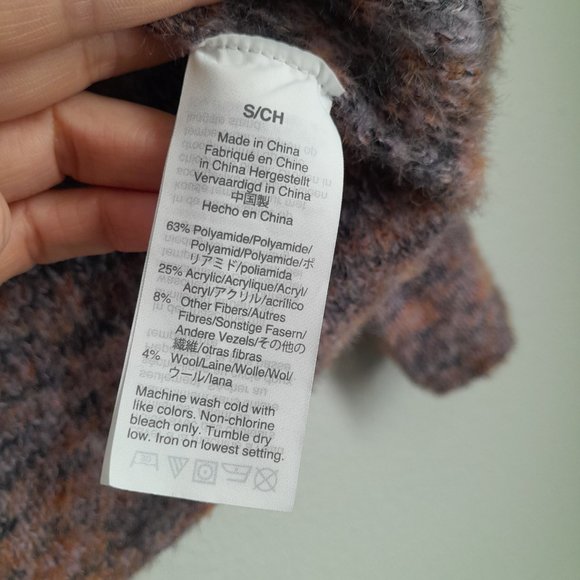 S/CH
Made in China
Fabriqué en Chine
in China Hergestellt
Vervaardigd in China
中国製
Hecho en China
63% Polyamide/Polyamide/
Polyamid/Polyamide/ポ
リアミド/poliamida
25% Acrylic/Acrylique/Acryl/
Acryl/アクリル/acrílico
8% Other Fibers/Autres
Fibres/Sonstige Fasern/
Andere Vezels/その他の
繊維/otras fibras
4% Wool/Laine/Wolle/Wol/
ウール/lana
Machine wash cold with
like colors. Non-chlorine
bleach only. Tumble dry
low. Iron on lowest setting.